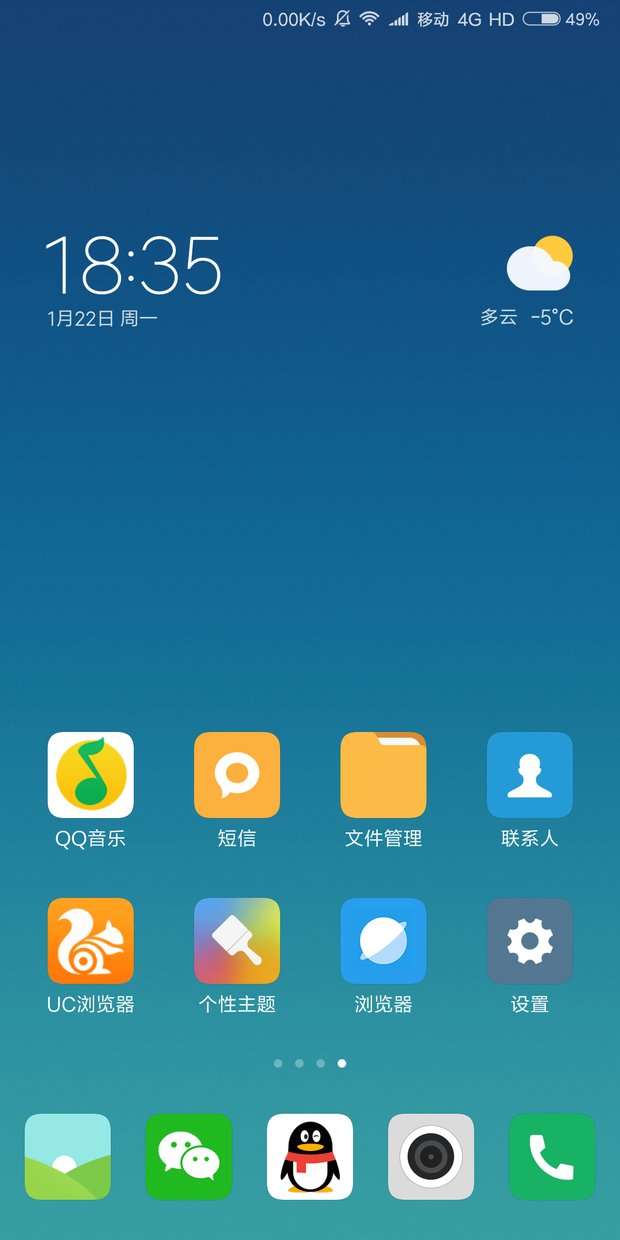 0.00K/s 移动 4G HD 49%
18:35
1月22日 周一
多云 -5°C
QQ音乐 短信 文件管理 联系人
UC浏览器 个性主题 浏览器 设置